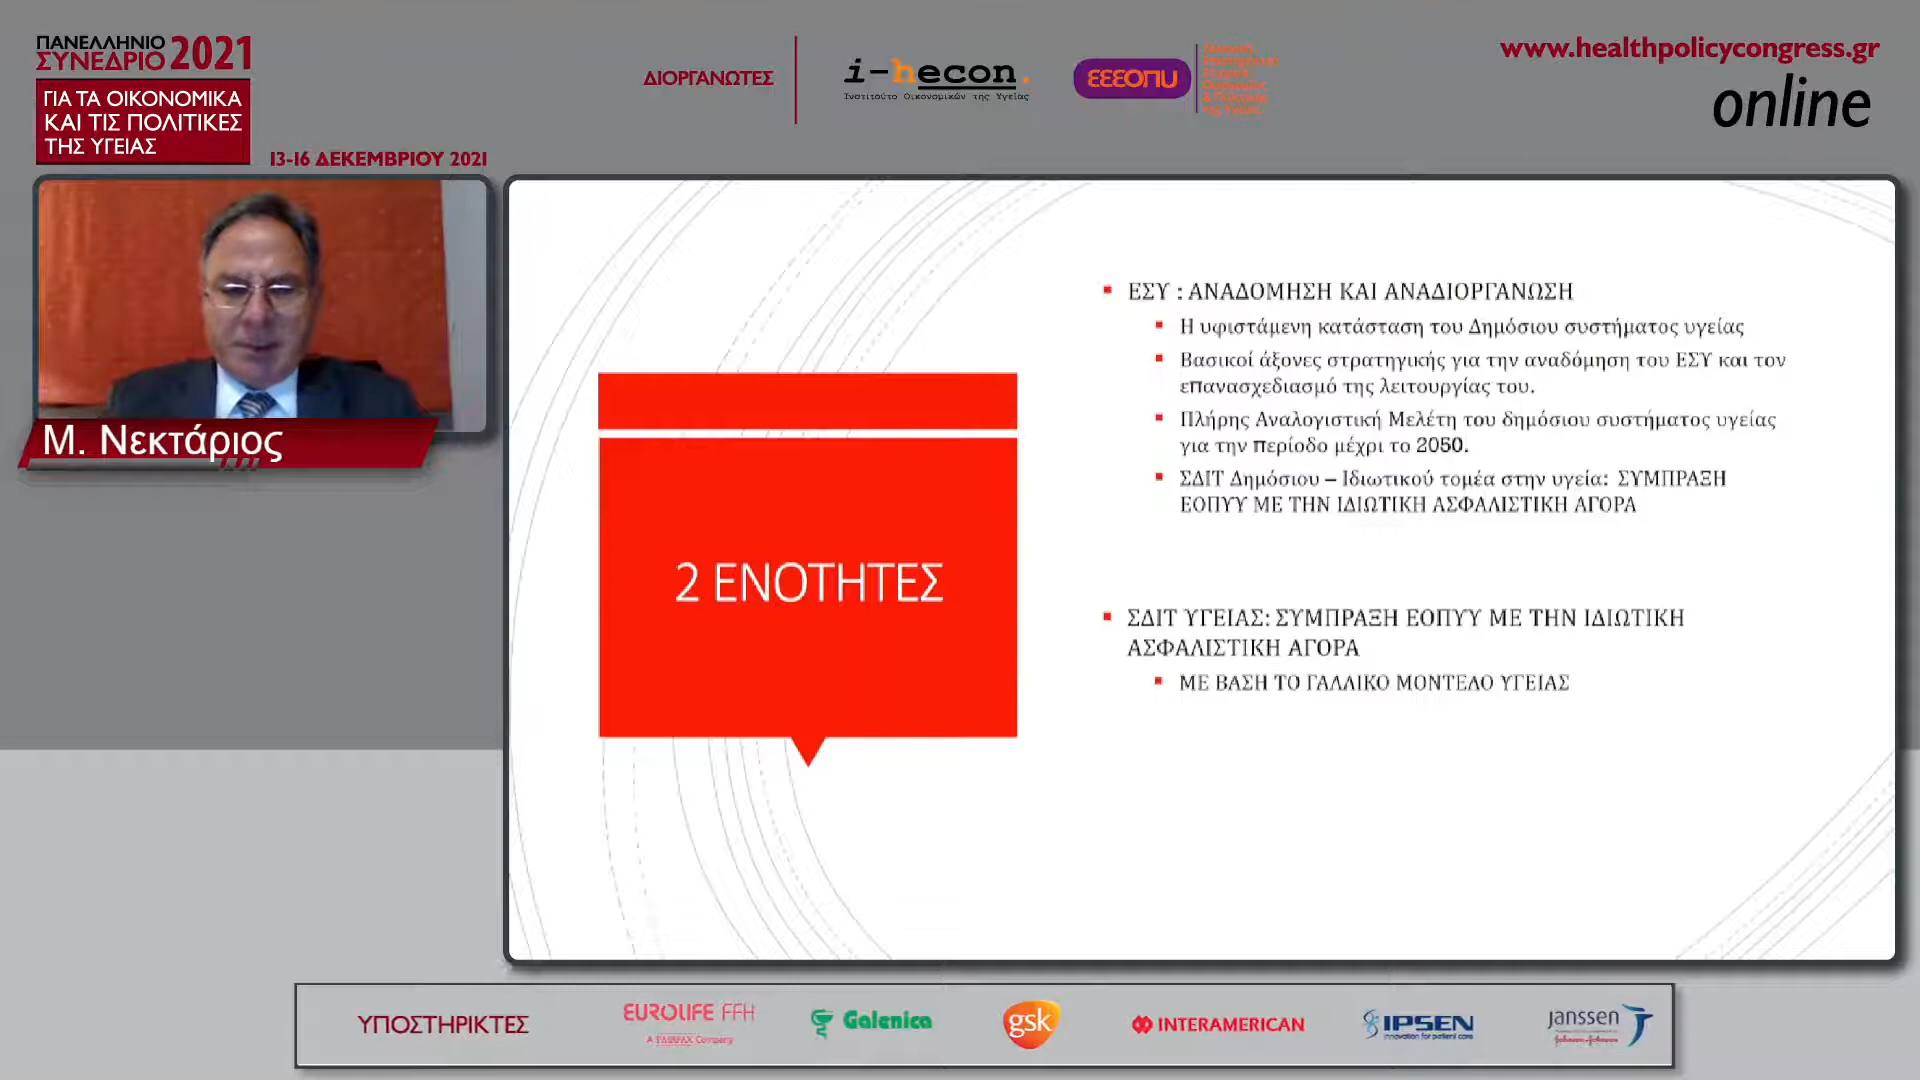 ΠΑΝΕΛΛΗΝΙΟ
ΣΥΝΕΔΡΙΟ 2021
ΓΙΑ ΤΑ ΟΙΚΟΝΟΜΙΚΑ
ΚΑΙ ΤΙΣ ΠΟΛΙΤΙΚΕΣ
ΤΗΣ ΥΓΕΙΑΣ
13-16 ΔΕΚΕΜΒΡΙΟΥ 2021
ΔΙΟΡΓΑΝΩΤΕΣ
i-hecon.
Ινστιτούτο Οικονομικών της Υγείας
ΕΕΕΟΠΥ
www.healthpolicycongress.gr
online
Μ. Νεκτάριος
2 ΕΝΟΤΗΤΕΣ
ΕΣΥ : ΑΝΑΔΟΜΗΣΗ ΚΑΙ ΑΝΑΔΙΟΡΓΑΝΩΣΗ
Η υφιστάμενη κατάσταση του Δημόσιου συστήματος υγείας
Βασικοί άξονες στρατηγικής για την αναδόμηση του ΕΣΥ και τον
επανασχεδιασμό της λειτουργίας του.
Πλήρης Αναλογιστική Μελέτη του δημόσιου συστήματος υγείας
για την περίοδο μέχρι το 2050.
ΣΔΙΤ Δημόσιου – Ιδιωτικού τομέα στην υγεία: ΣΥΜΠΡΑΞΗ
ΕΟΠΥΥ ΜΕ ΤΗΝ ΙΔΙΩΤΙΚΗ ΑΣΦΑΛΙΣΤΙΚΗ ΑΓΟΡΑ
ΣΔΙΤ ΥΓΕΙΑΣ: ΣΥΜΠΡΑΞΗ ΕΟΠΥΥ ΜΕ ΤΗΝ ΙΔΙΩΤΙΚΗ
ΑΣΦΑΛΙΣΤΙΚΗ ΑΓΟΡΑ
ΜΕ ΒΑΣΗ ΤΟ ΓΑΛΛΙΚΟ ΜΟΝΤΕΛΟ ΥΓΕΙΑΣ
ΥΠΟΣΤΗΡΙΚΤΕΣ
EUROLIFE FFH
A FAIRFAX Company
Galenica
gsk
INTERAMERICAN
IPSEN
Innovation for patient care
janssen
Johnson-Johnson